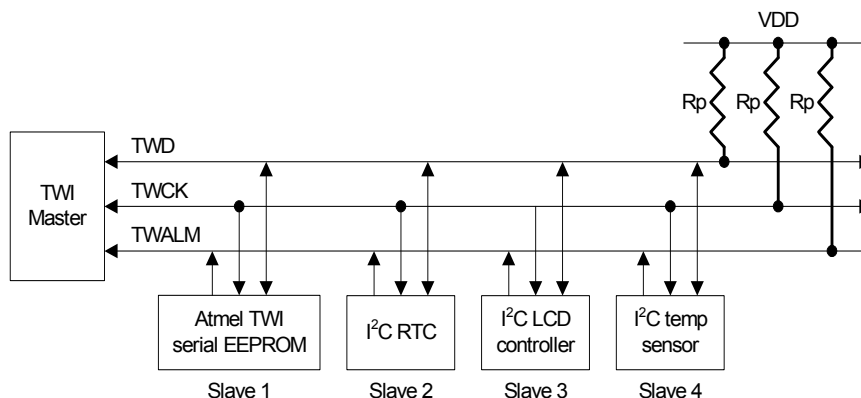 VDD
Rp Rp Rp
TWD
TWI
Master
TWCK
TWALM
Atmel TWI
serial EEPROM
I²C RTC
I²C LCD
controller
I²C temp
sensor
Slave 1 Slave 2 Slave 3 Slave 4